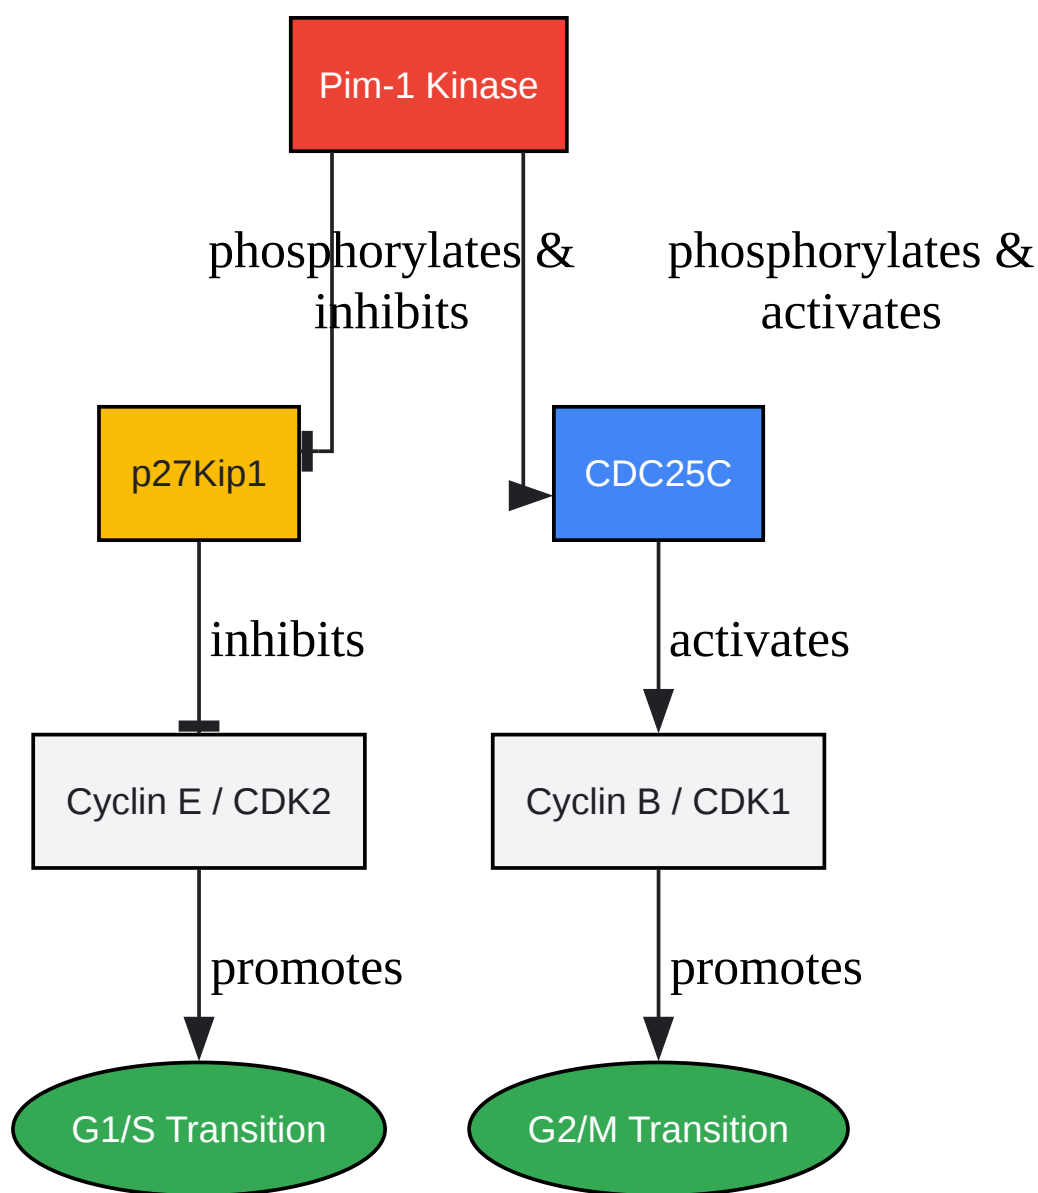 Pim-1 Kinase
phosphorylates &
inhibits
phosphorylates &
activates
p27Kip1
CDC25C
inhibits
activates
Cyclin E / CDK2
Cyclin B / CDK1
promotes
promotes
G1/S Transition
G2/M Transition